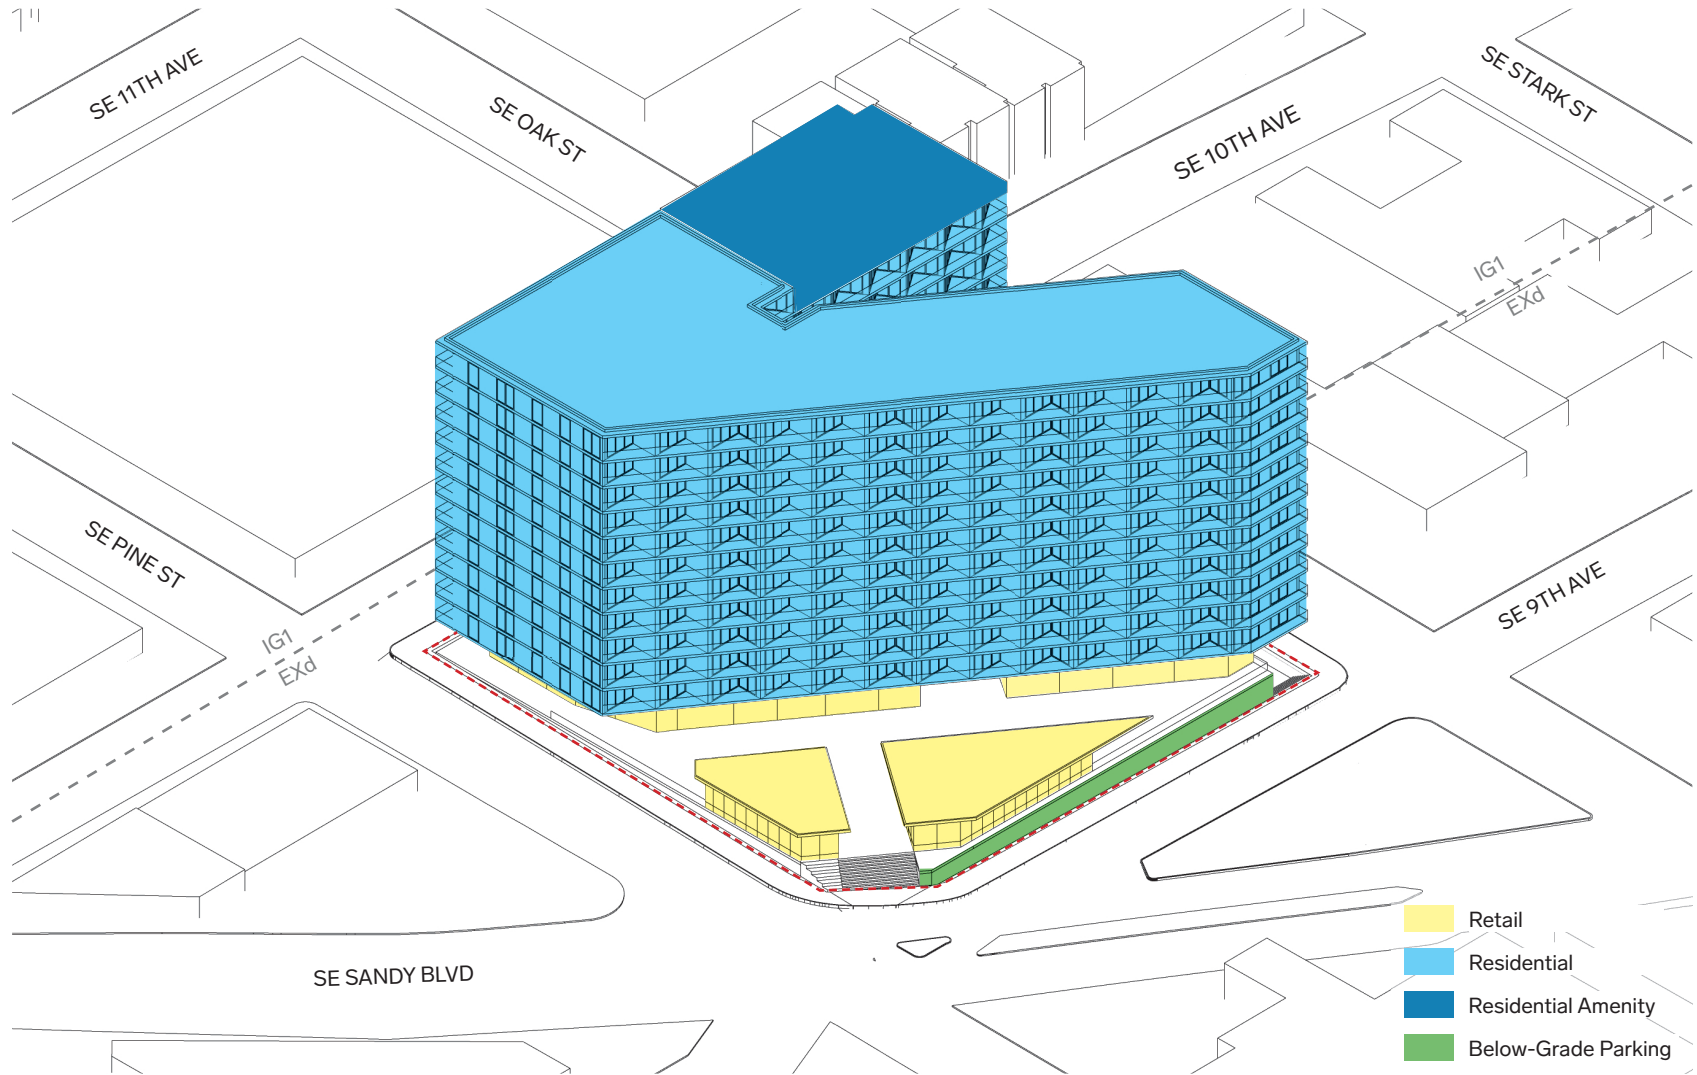 SE 11TH AVE
SE OAK ST
SE 10TH AVE
SE STARK ST
IG1
EXd
SE PINE ST
IG1
EXd
SE 9TH AVE
SE SANDY BLVD
Retail
Residential
Residential Amenity
Below-Grade Parking